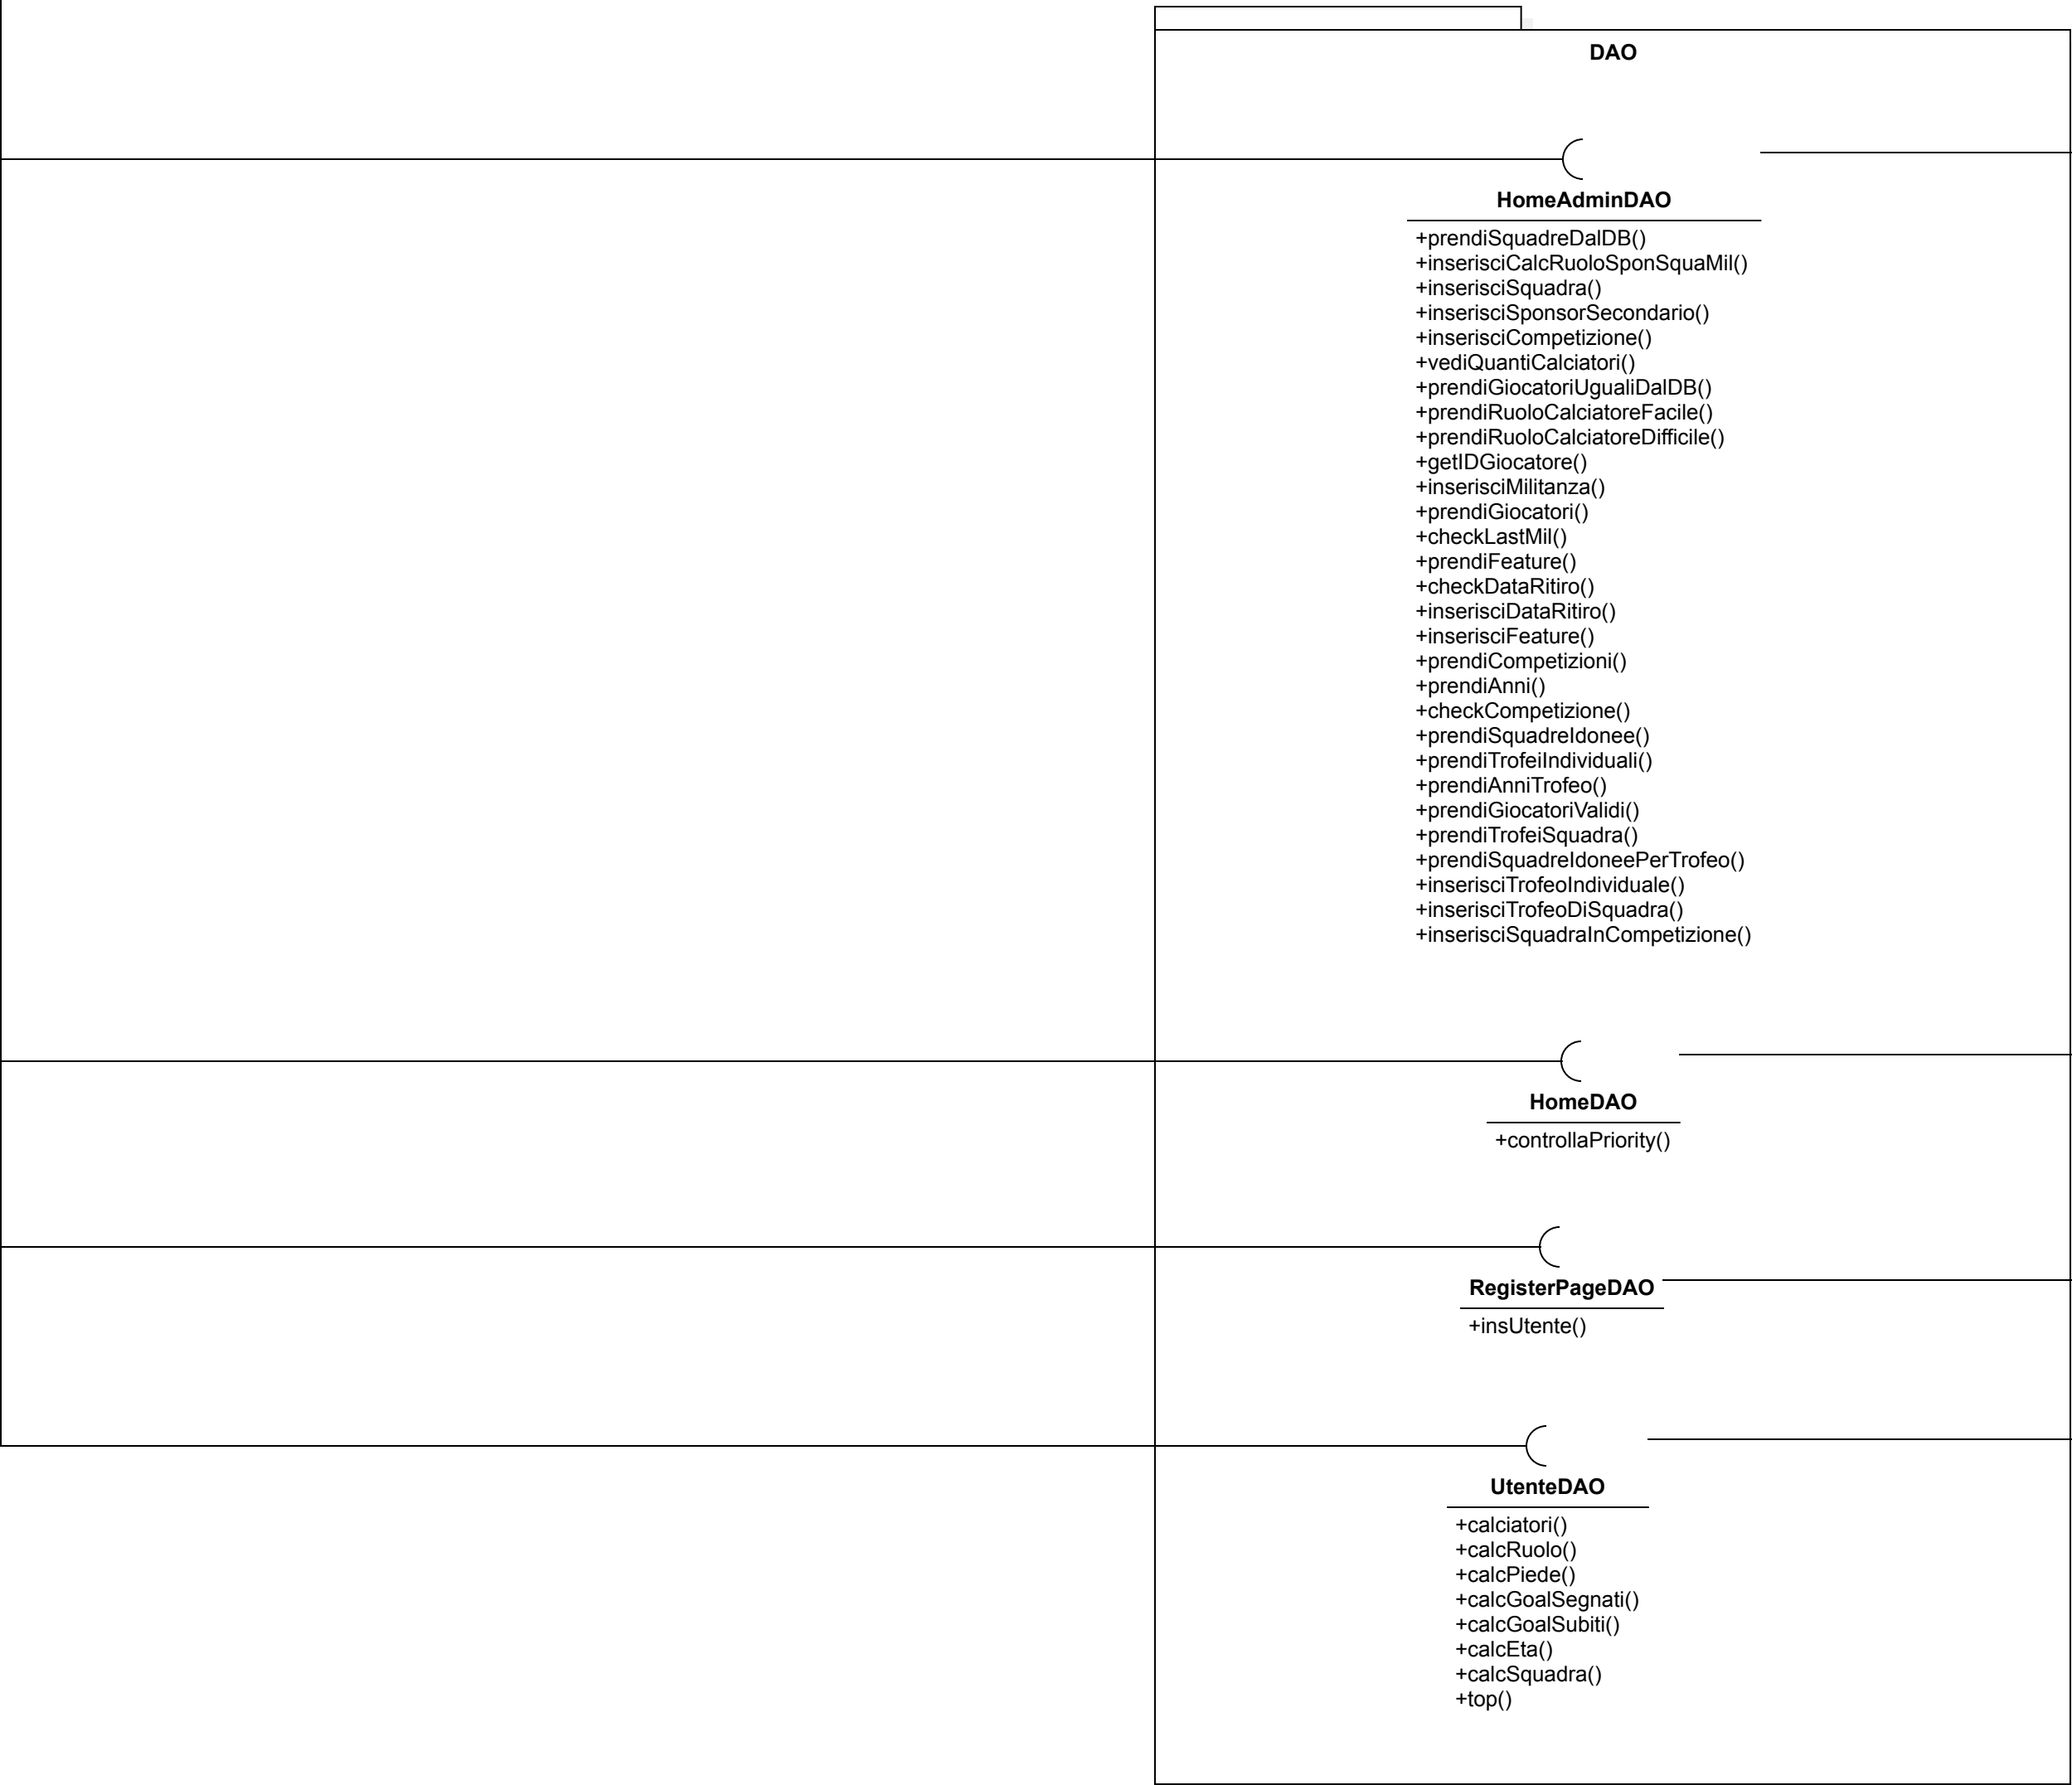 DAO
HomeAdminDAO
+prendiSquadreDalDB()
+inserisciCalcRuoloSponSquaMil()
+inserisciSquadra()
+inserisciSponsorSecondario()
+inserisciCompetizione()
+vediQuantiCalciatori()
+prendiGiocatoriUgualiDalDB()
+prendiRuoloCalciatoreFacile()
+prendiRuoloCalciatoreDifficile()
+getIDGiocatore()
+inserisciMilitanza()
+prendiGiocatori()
+checkLastMil()
+prendiFeature()
+checkDataRitiro()
+inserisciDataRitiro()
+inserisciFeature()
+prendiCompetizioni()
+prendiAnni()
+checkCompetizione()
+prendiSquadreIdonee()
+prendiTrofeiIndividuali()
+prendiAnniTrofeo()
+prendiGiocatoriValidi()
+prendiTrofeiSquadra()
+prendiSquadreIdoneePerTrofeo()
+inserisciTrofeoIndividuale()
+inserisciTrofeoDiSquadra()
+inserisciSquadraInCompetizione()
HomeDAO
+controllaPriority()
RegisterPageDAO
+insUtente()
UtenteDAO
+calciatori()
+calcRuolo()
+calcPiede()
+calcGoalSegnati()
+calcGoalSubiti()
+calcEta()
+calcSquadra()
+top()